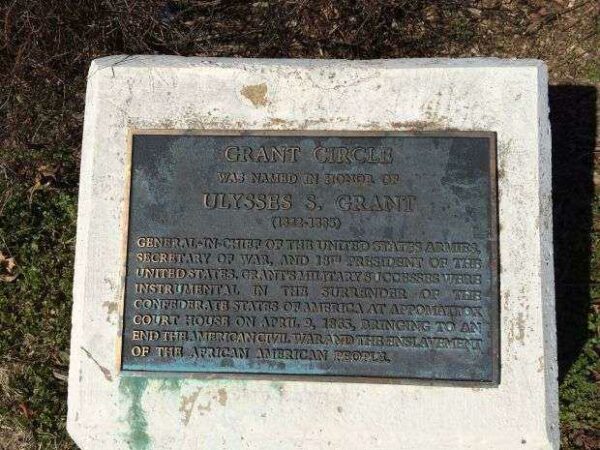 GRANT CIRCLE
WAS NAMED IN HONOR OF
ULYSSES S. GRANT
(1822-1885)
GENERAL-IN-CHIEF OF THE UNITED STATES ARMIES,
SECRETARY OF WAR, AND 18TH PRESIDENT OF THE
UNITED STATES. GRANT'S MILITARY SUCCESSES WERE
INSTRUMENTAL IN THE SURRENDER OF THE
CONFEDERATE STATES OF AMERICA AT APPOMATTOX
COURT HOUSE ON APRIL 9, 1865, BRINGING TO AN
END THE AMERICAN CIVIL WAR AND THE ENSLAVEMENT
OF THE AFRICAN AMERICAN PEOPLE.